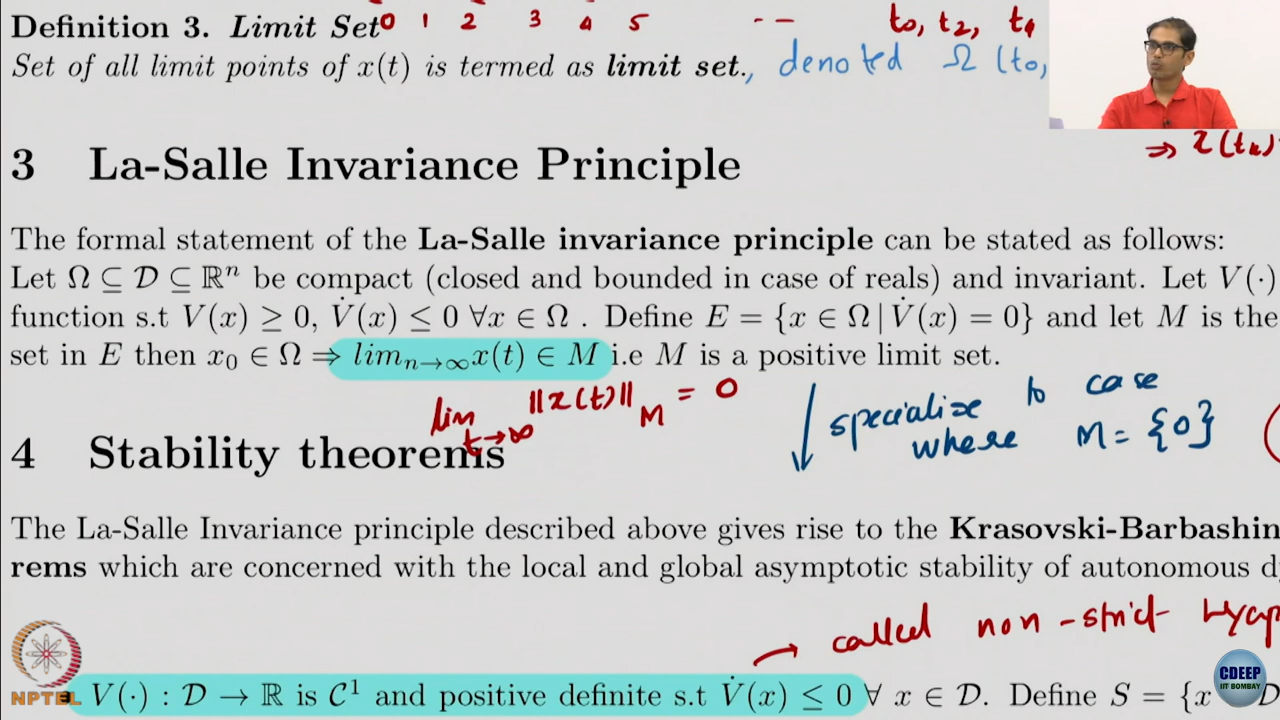 0 1 2 3 4 5 -- t₀, t₂, t₄
Definition 3. Limit Set
Set of all limit points of x(t) is termed as limit set., denoted Ω (t₀,
⇒ x(tₖ)
3 La-Salle Invariance Principle
The formal statement of the La-Salle invariance principle can be stated as follows:
Let Ω ⊆ 𝒟 ⊆ ℝⁿ be compact (closed and bounded in case of reals) and invariant. Let V(·)
function s.t V(x) ≥ 0, V̇(x) ≤ 0 ∀x ∈ Ω . Define E = {x ∈ Ω | V̇(x) = 0} and let M is the
set in E then x₀ ∈ Ω ⇒ limₙ→∞x(t) ∈ M i.e M is a positive limit set.
lim t→∞ ||x(t)||_M = 0
specialize to case
where M = {0}
4 Stability theorems
The La-Salle Invariance principle described above gives rise to the Krasovski-Barbashin
rems which are concerned with the local and global asymptotic stability of autonomous d
called non-strict Lyap
V(·) : 𝒟 → ℝ is 𝒞¹ and positive definite s.t V̇(x) ≤ 0 ∀ x ∈ 𝒟. Define S = {x D
NPTEL
CDEEP
IIT BOMBAY